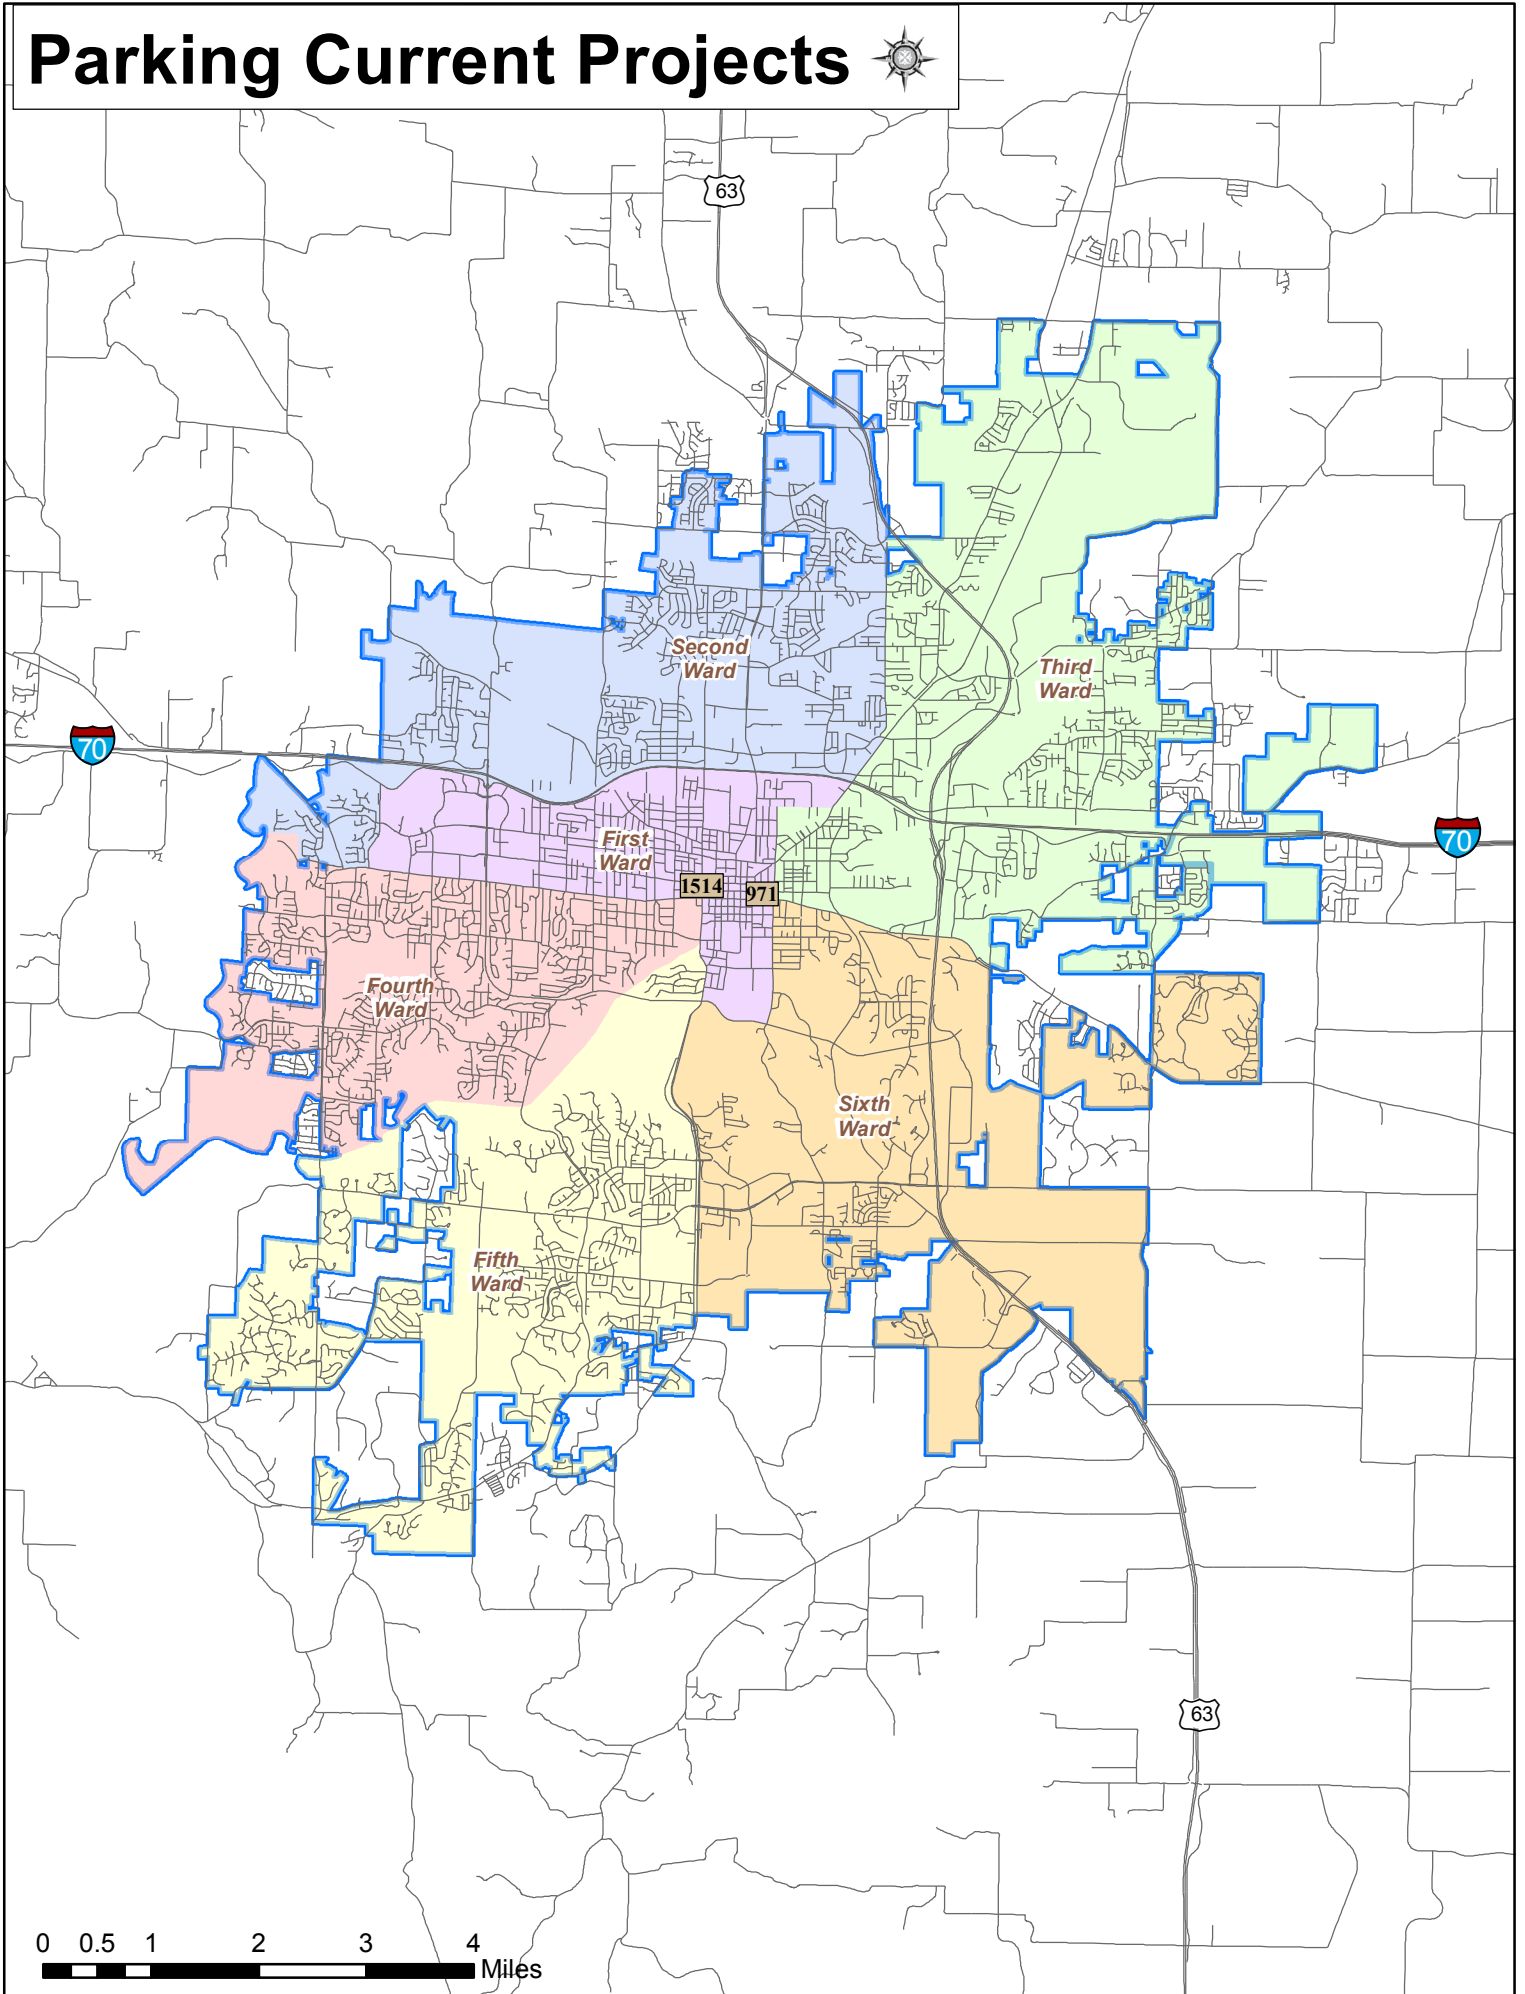 Parking Current Projects
63
Second
Ward
Third
Ward
70
First
Ward
70
1514
971
Fourth
Ward
Sixth
Ward
Fifth
Ward
63
0 0.5 1 2 3 4
Miles